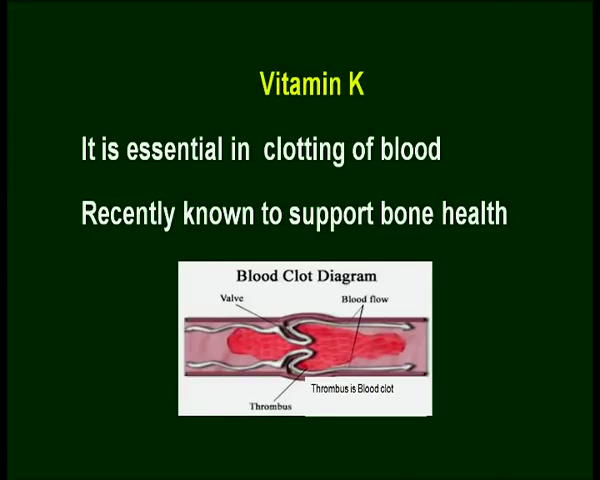 Vitamin K
It is essential in clotting of blood
Recently known to support bone health
Blood Clot Diagram
Valve
Blood flow
Thrombus is Blood clot
Thrombus